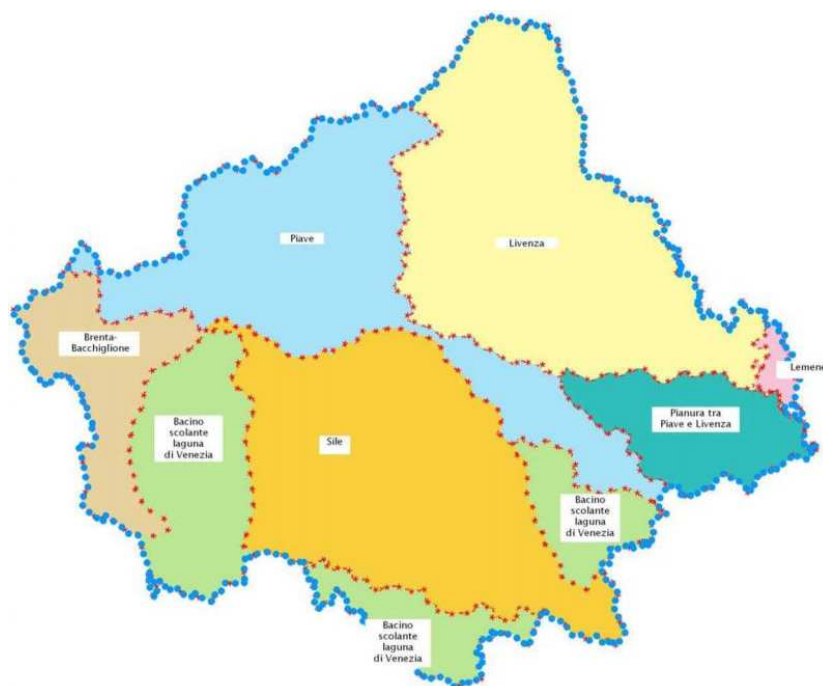 Piave
Livenza
Brenta-
Bacchiglione
Lemene
Pianura tra
Piave e Livenza
Bacino
scolante
laguna
di Venezia
Sile
Bacino
scolante
laguna
di Venezia
Bacino
scolante
laguna
di Venezia